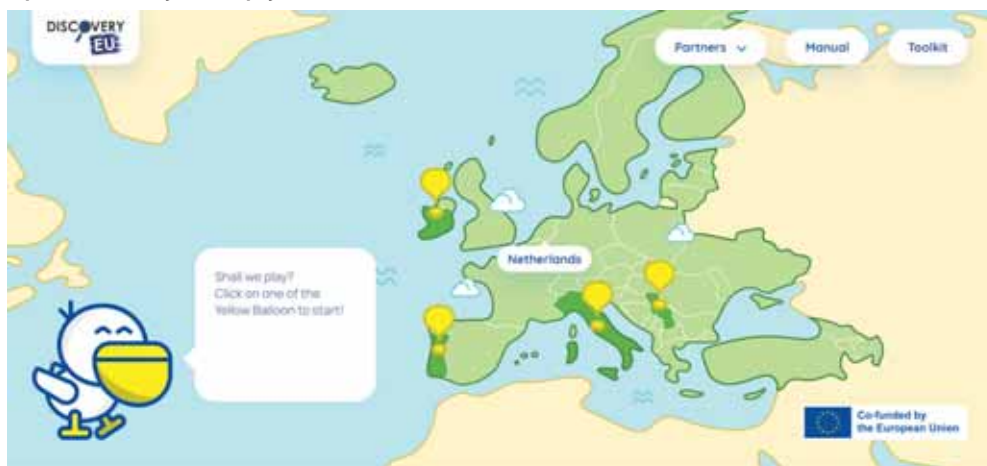 DISCOVERY
EU
Partners
Manual
Toolkit
Netherlands
Shall we play?
Click on one of the
Yellow Balloon to start!
Co-funded by
the European Union